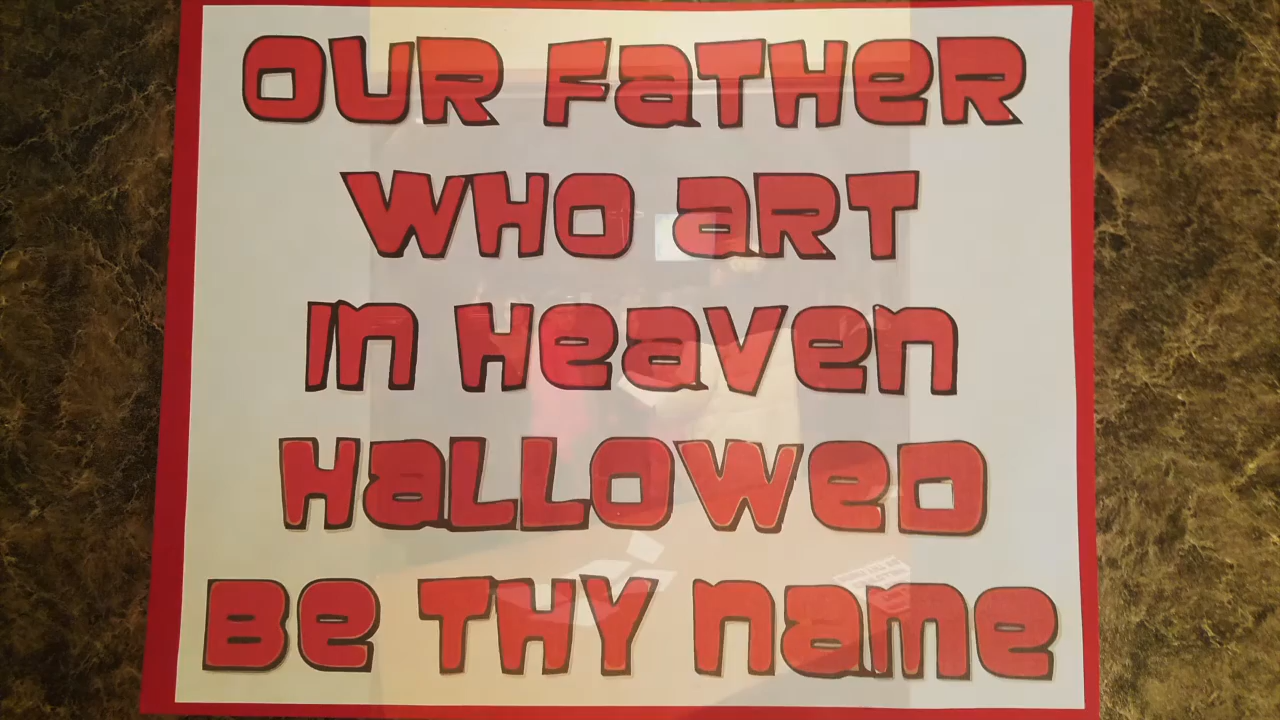 OUR FATHER
WHO ART
IN HEAVEN
HALLOWED
BE THY NAME